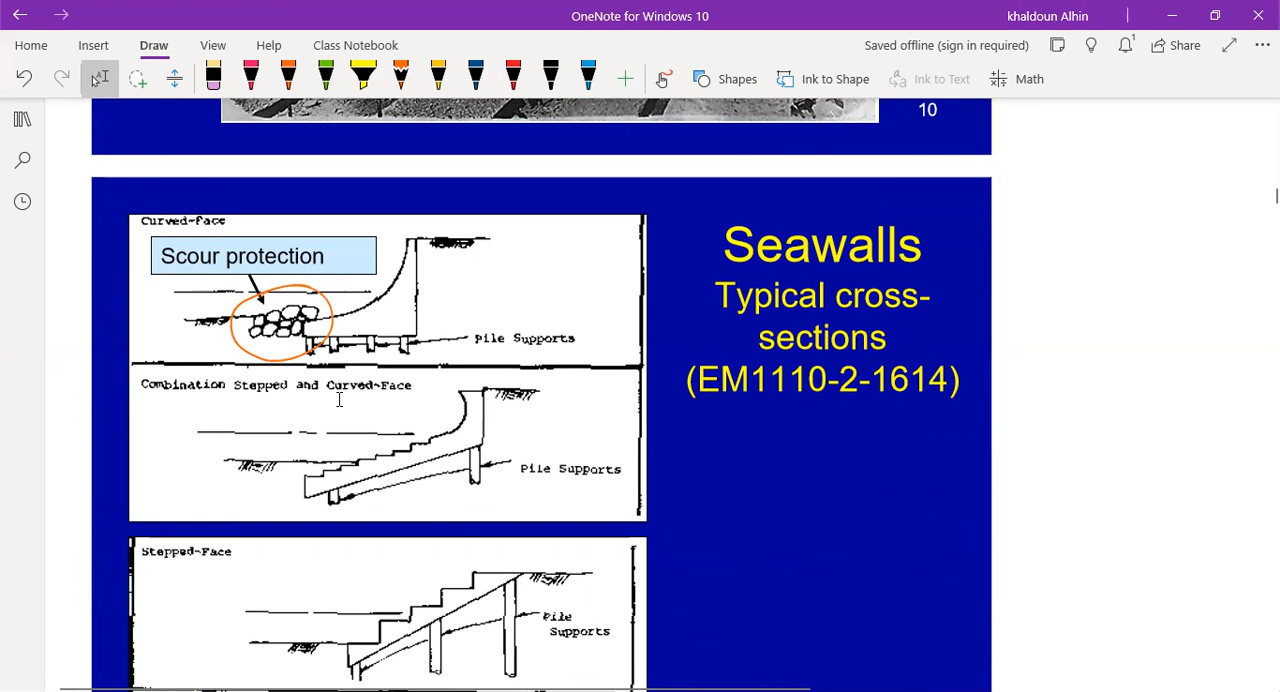 OneNote for Windows 10
khaldoun Alhin
Home
Insert
Draw
View
Help
Class Notebook
Saved offline (sign in required)
Share
Shapes
Ink to Shape
Ink to Text
Math
10
Curved-Face
Scour protection
Pile Supports
Combination Stepped and Curved-Face
Pile Supports
Stepped-Face
Pile
Supports
Seawalls
Typical cross-
sections
(EM1110-2-1614)